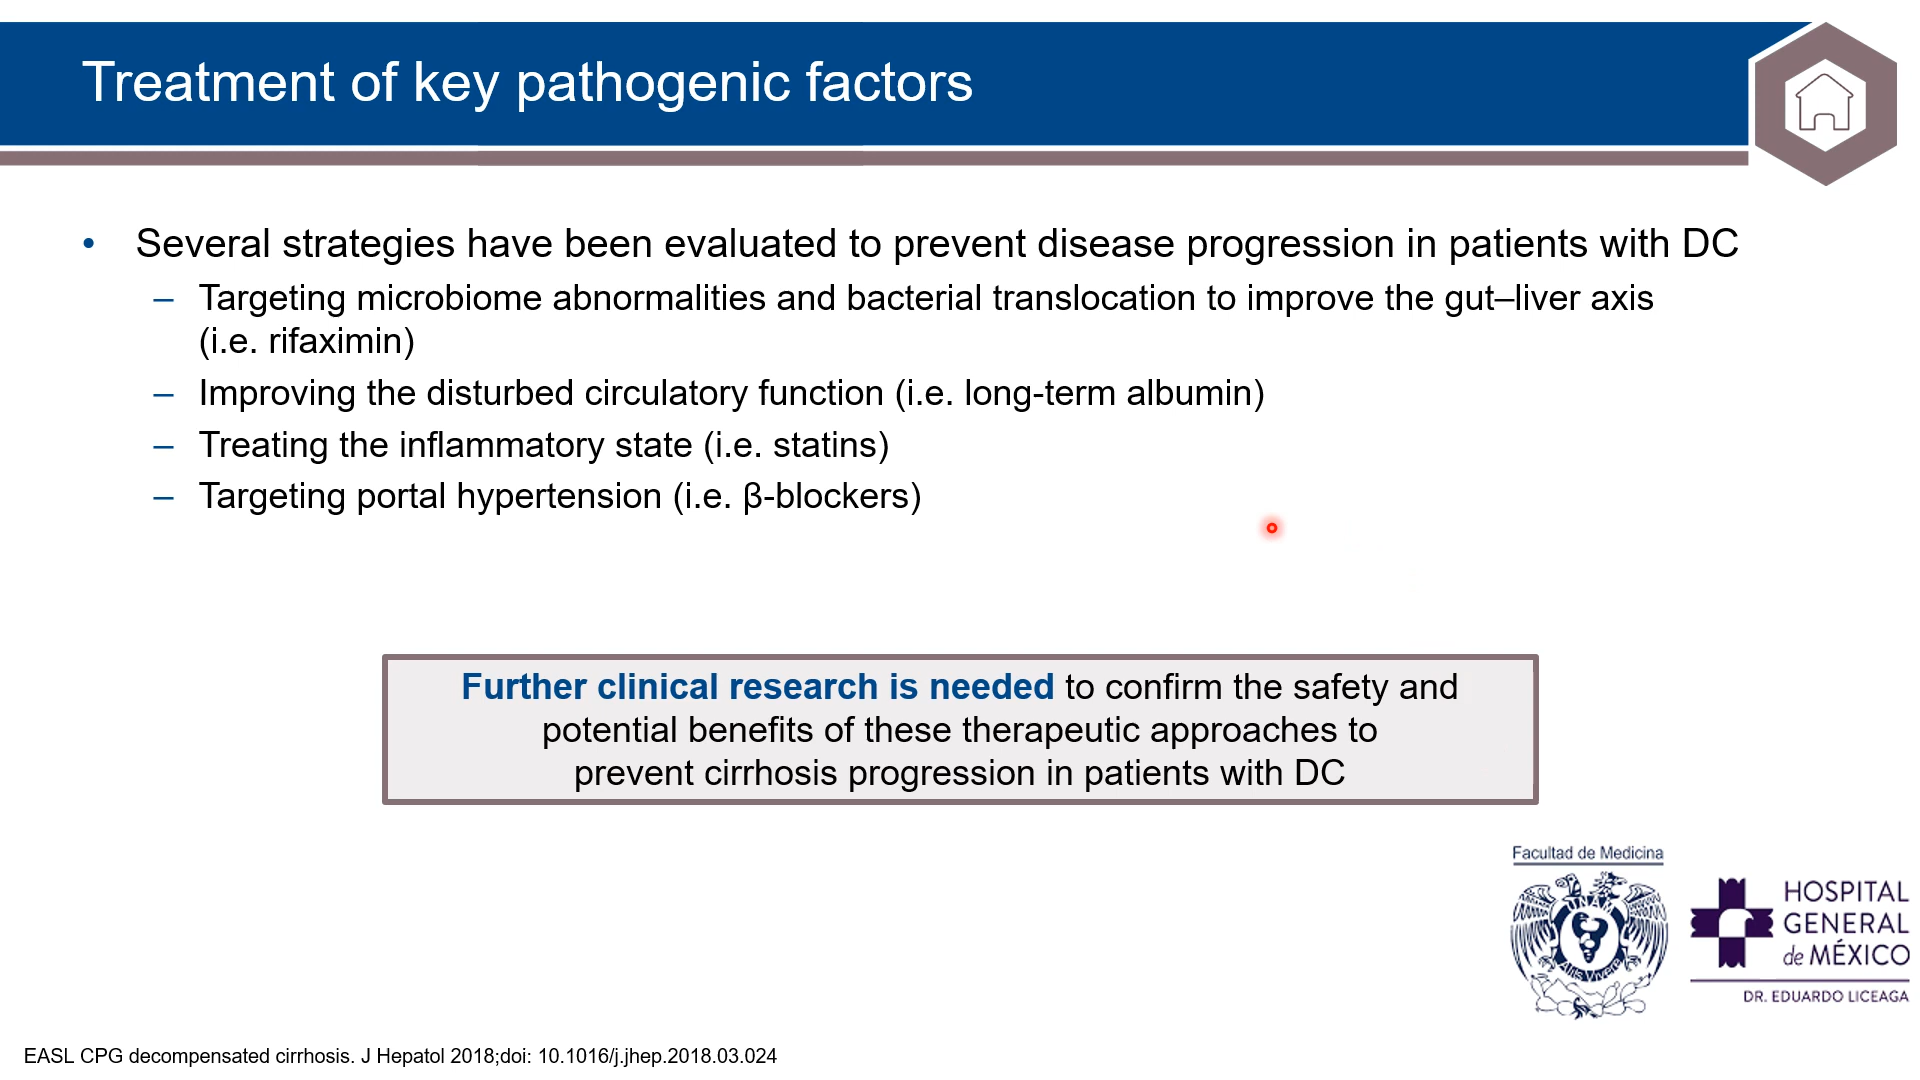 Treatment of key pathogenic factors
• Several strategies have been evaluated to prevent disease progression in patients with DC
– Targeting microbiome abnormalities and bacterial translocation to improve the gut–liver axis
(i.e. rifaximin)
– Improving the disturbed circulatory function (i.e. long-term albumin)
– Treating the inflammatory state (i.e. statins)
– Targeting portal hypertension (i.e. β-blockers)
Further clinical research is needed to confirm the safety and
potential benefits of these therapeutic approaches to
prevent cirrhosis progression in patients with DC
Facultad de Medicina
UNAM
Aliis Vivere
HOSPITAL
GENERAL
de MÉXICO
DR. EDUARDO LICEAGA
EASL CPG decompensated cirrhosis. J Hepatol 2018;doi: 10.1016/j.jhep.2018.03.024